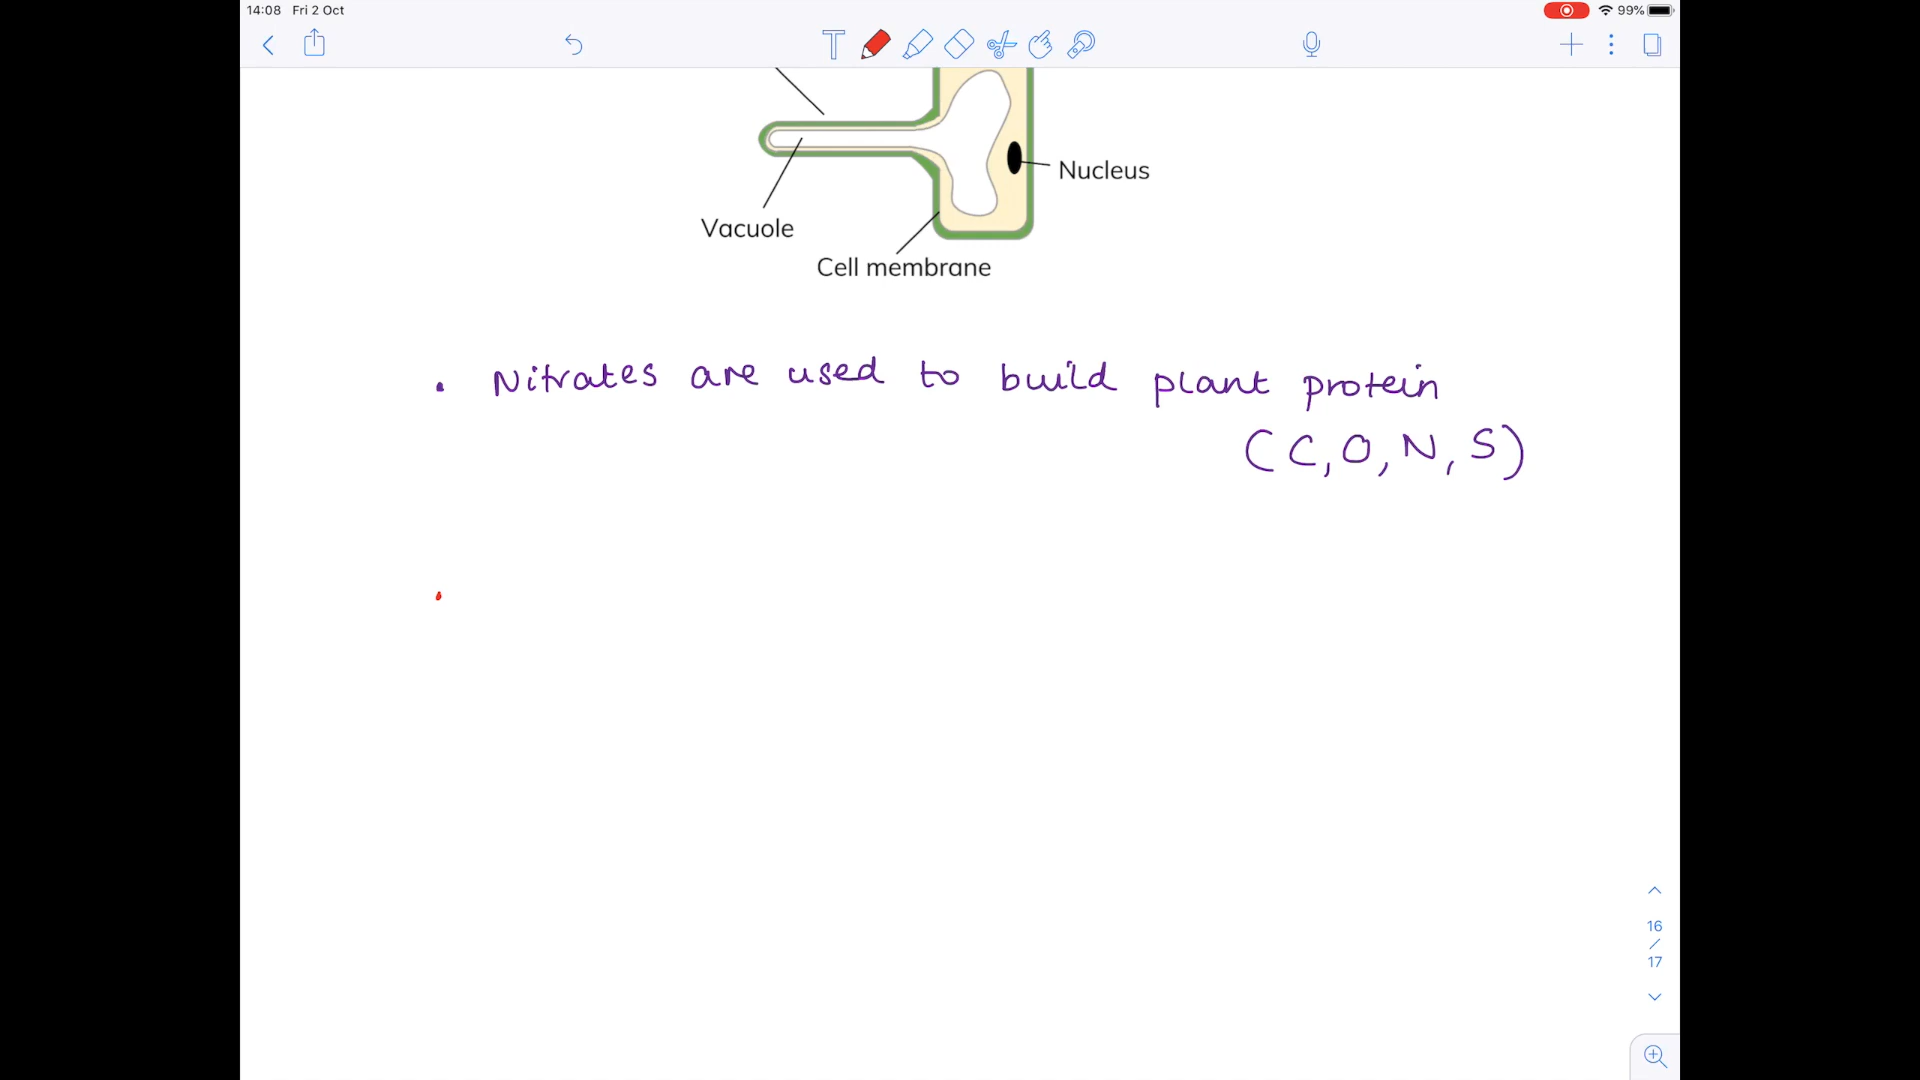 14:08 Fri 2 Oct 99%
T
Nucleus
Vacuole
Cell membrane
• Nitrates are used to build plant protein
(C, O, N, S)
•
16
/
17